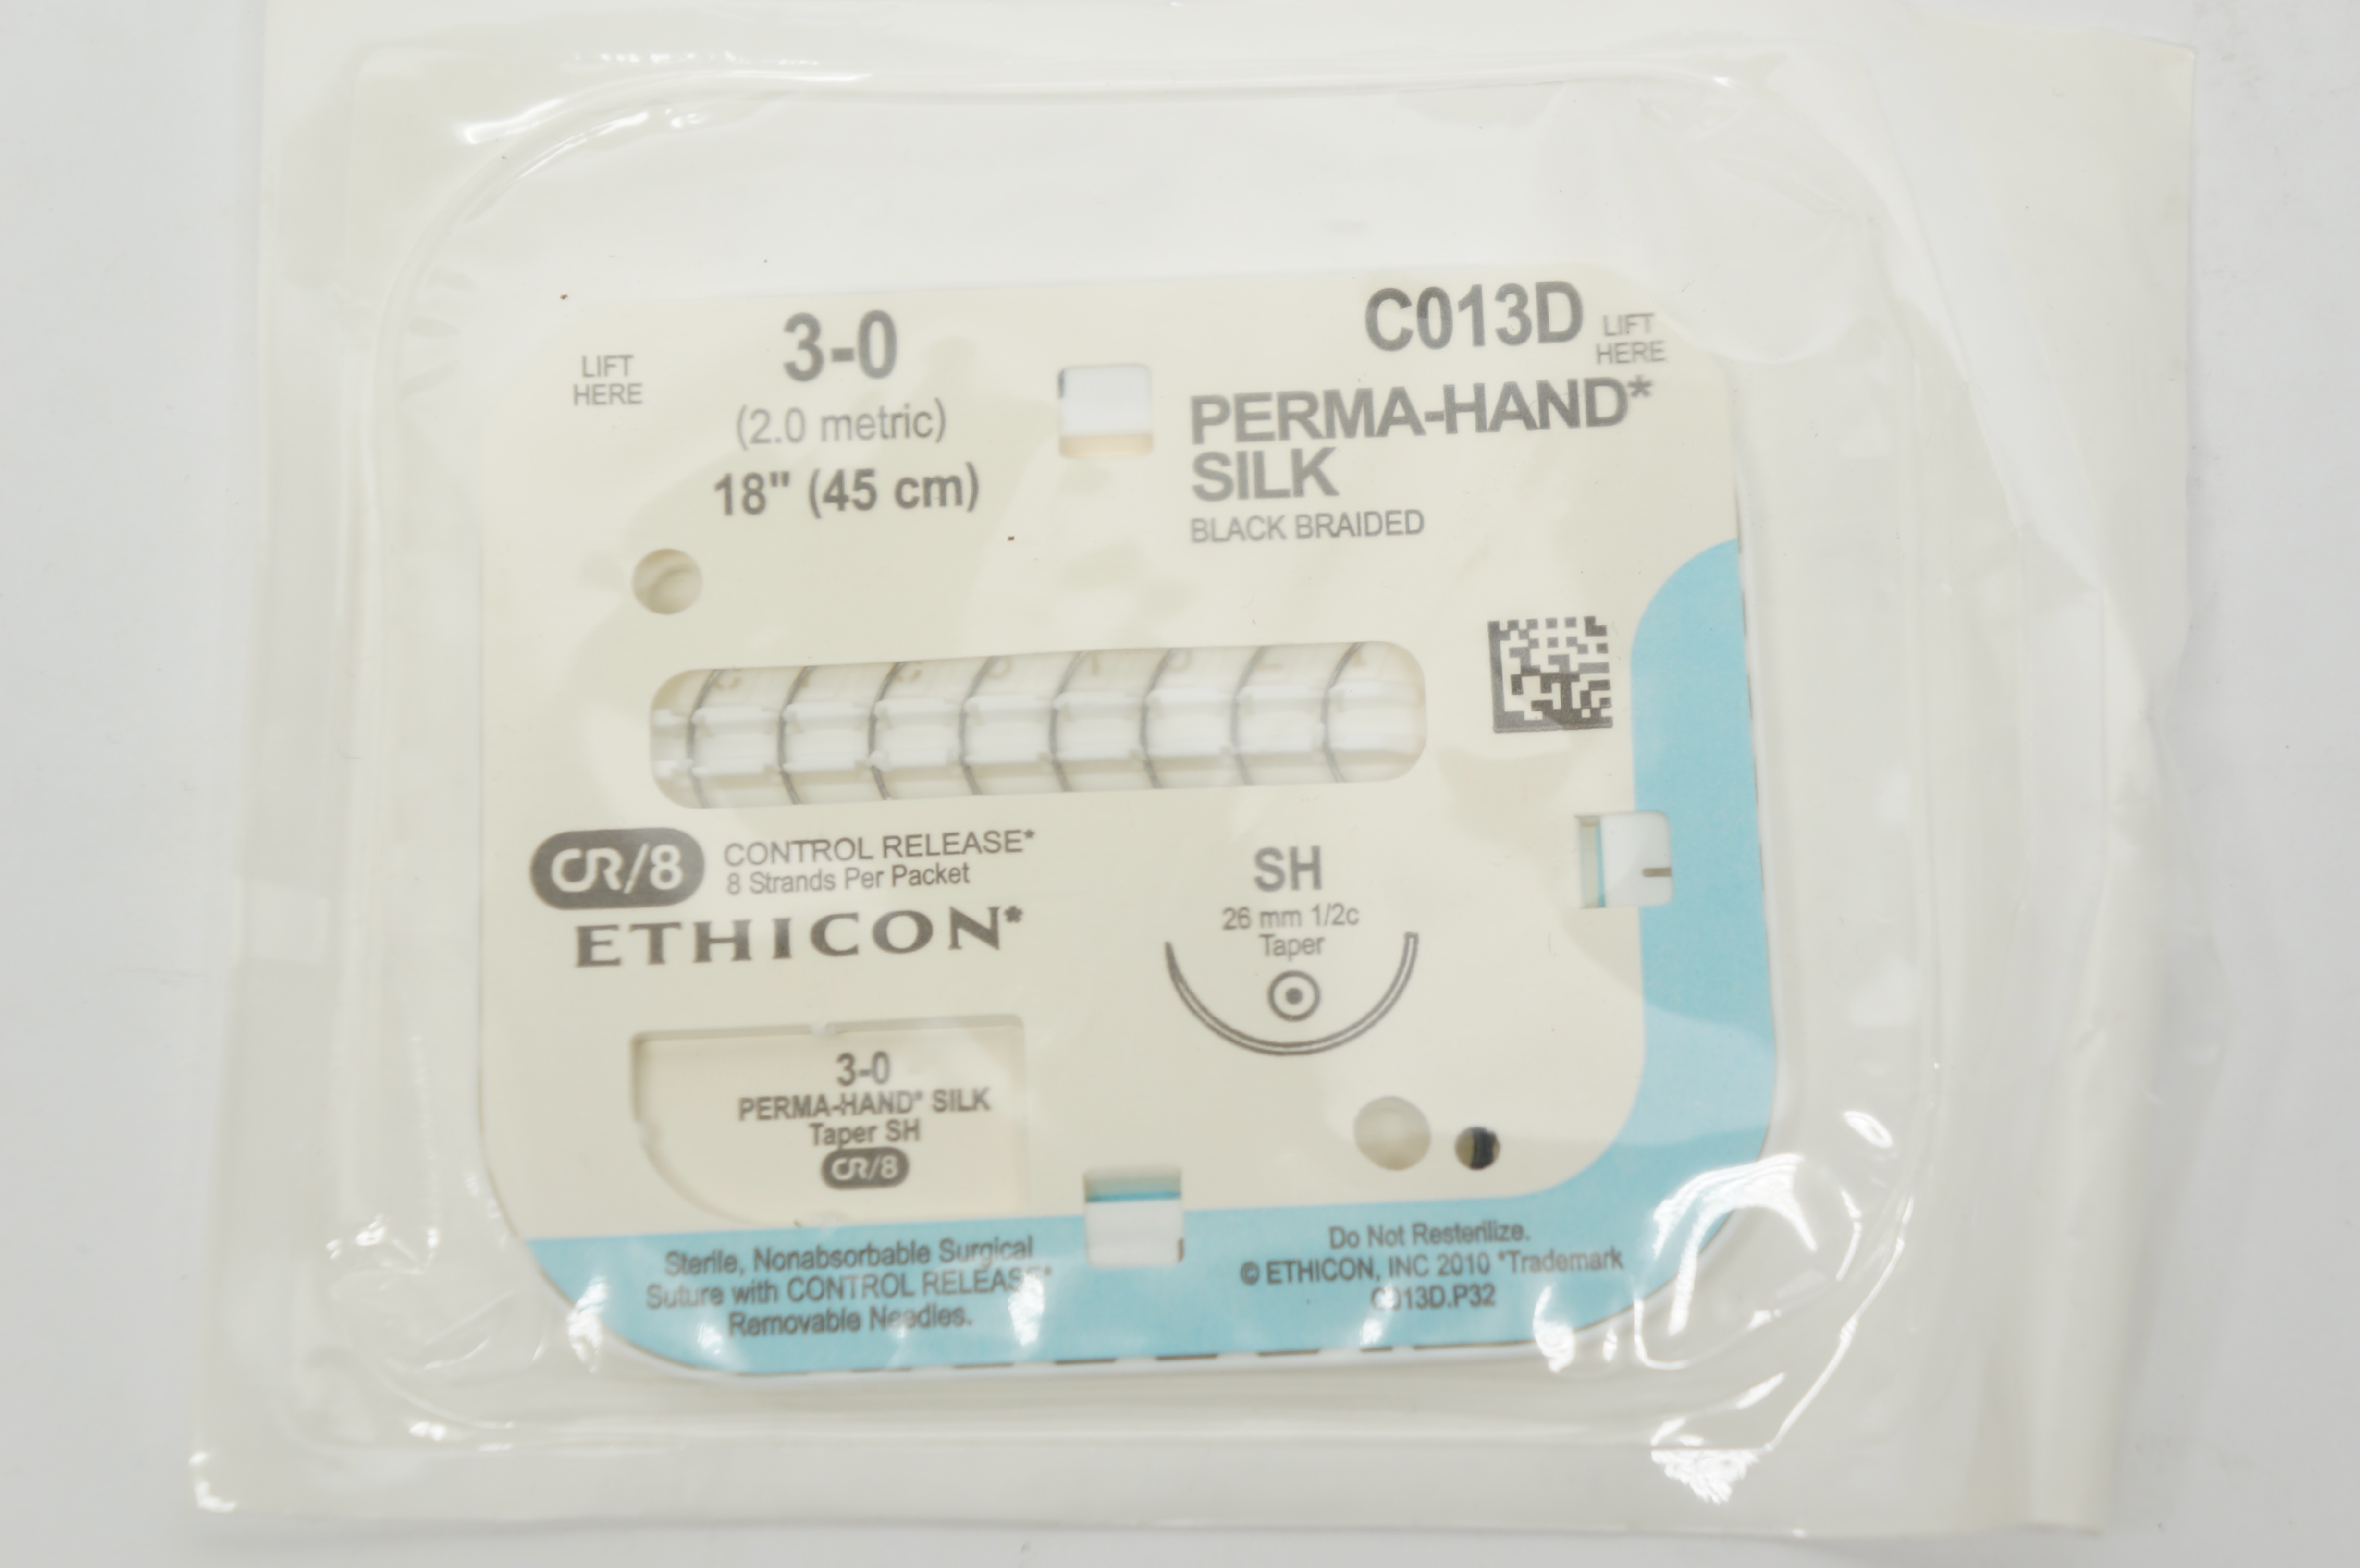 C013D
LIFT
HERE
3-0
(2.0 metric)
18" (45 cm)
LIFT
HERE
PERMA-HAND*
SILK
BLACK BRAIDED
CR/8
CONTROL RELEASE*
8 Strands Per Packet
ETHICON*
SH
26 mm 1/2c
Taper
3-0
PERMA-HAND* SILK
Taper SH
CR/8
Sterile, Nonabsorbable Surgical
Suture with CONTROL RELEASE*
Removable Needles.
Do Not Resterilize.
© ETHICON, INC 2010 *Trademark
C013D.P32